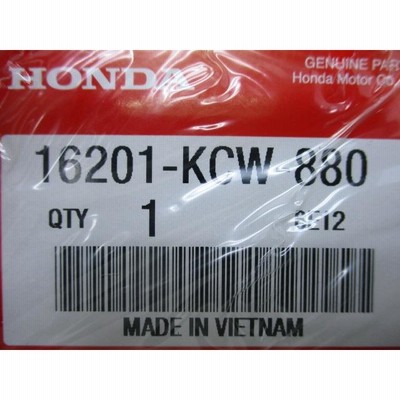 HONDA
GENUINE PAR
Honda Motor Co.
16201-KCW-880
QTY 1 6E12
MADE IN VIETNAM